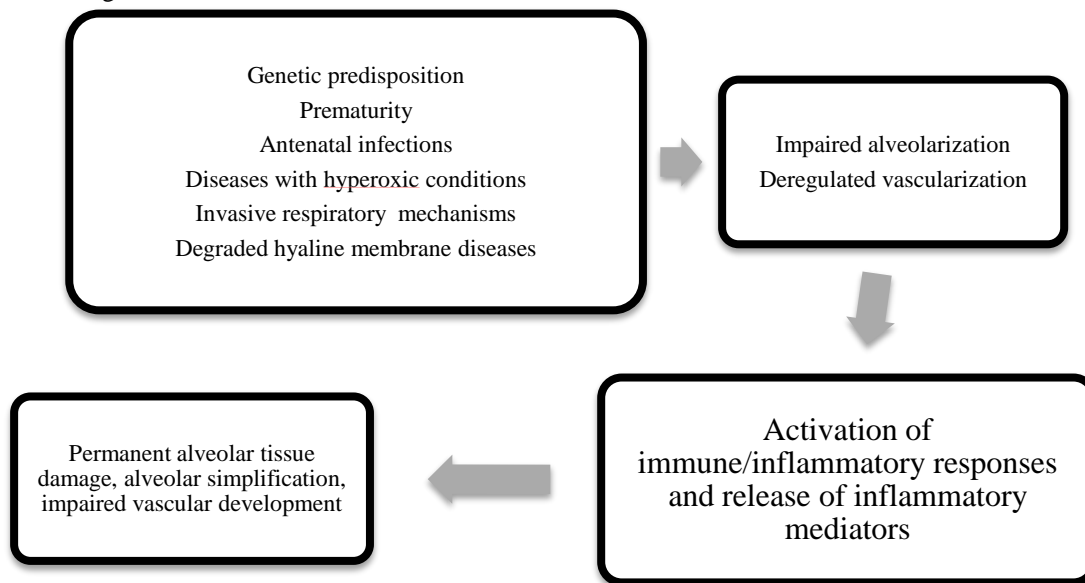 Genetic predisposition
Prematurity
Antenatal infections
Diseases with hyperoxic conditions
Invasive respiratory mechanisms
Degraded hyaline membrane diseases
Impaired alveolarization
Deregulated vascularization
Activation of
immune/inflammatory responses
and release of inflammatory
mediators
Permanent alveolar tissue
damage, alveolar simplification,
impaired vascular development